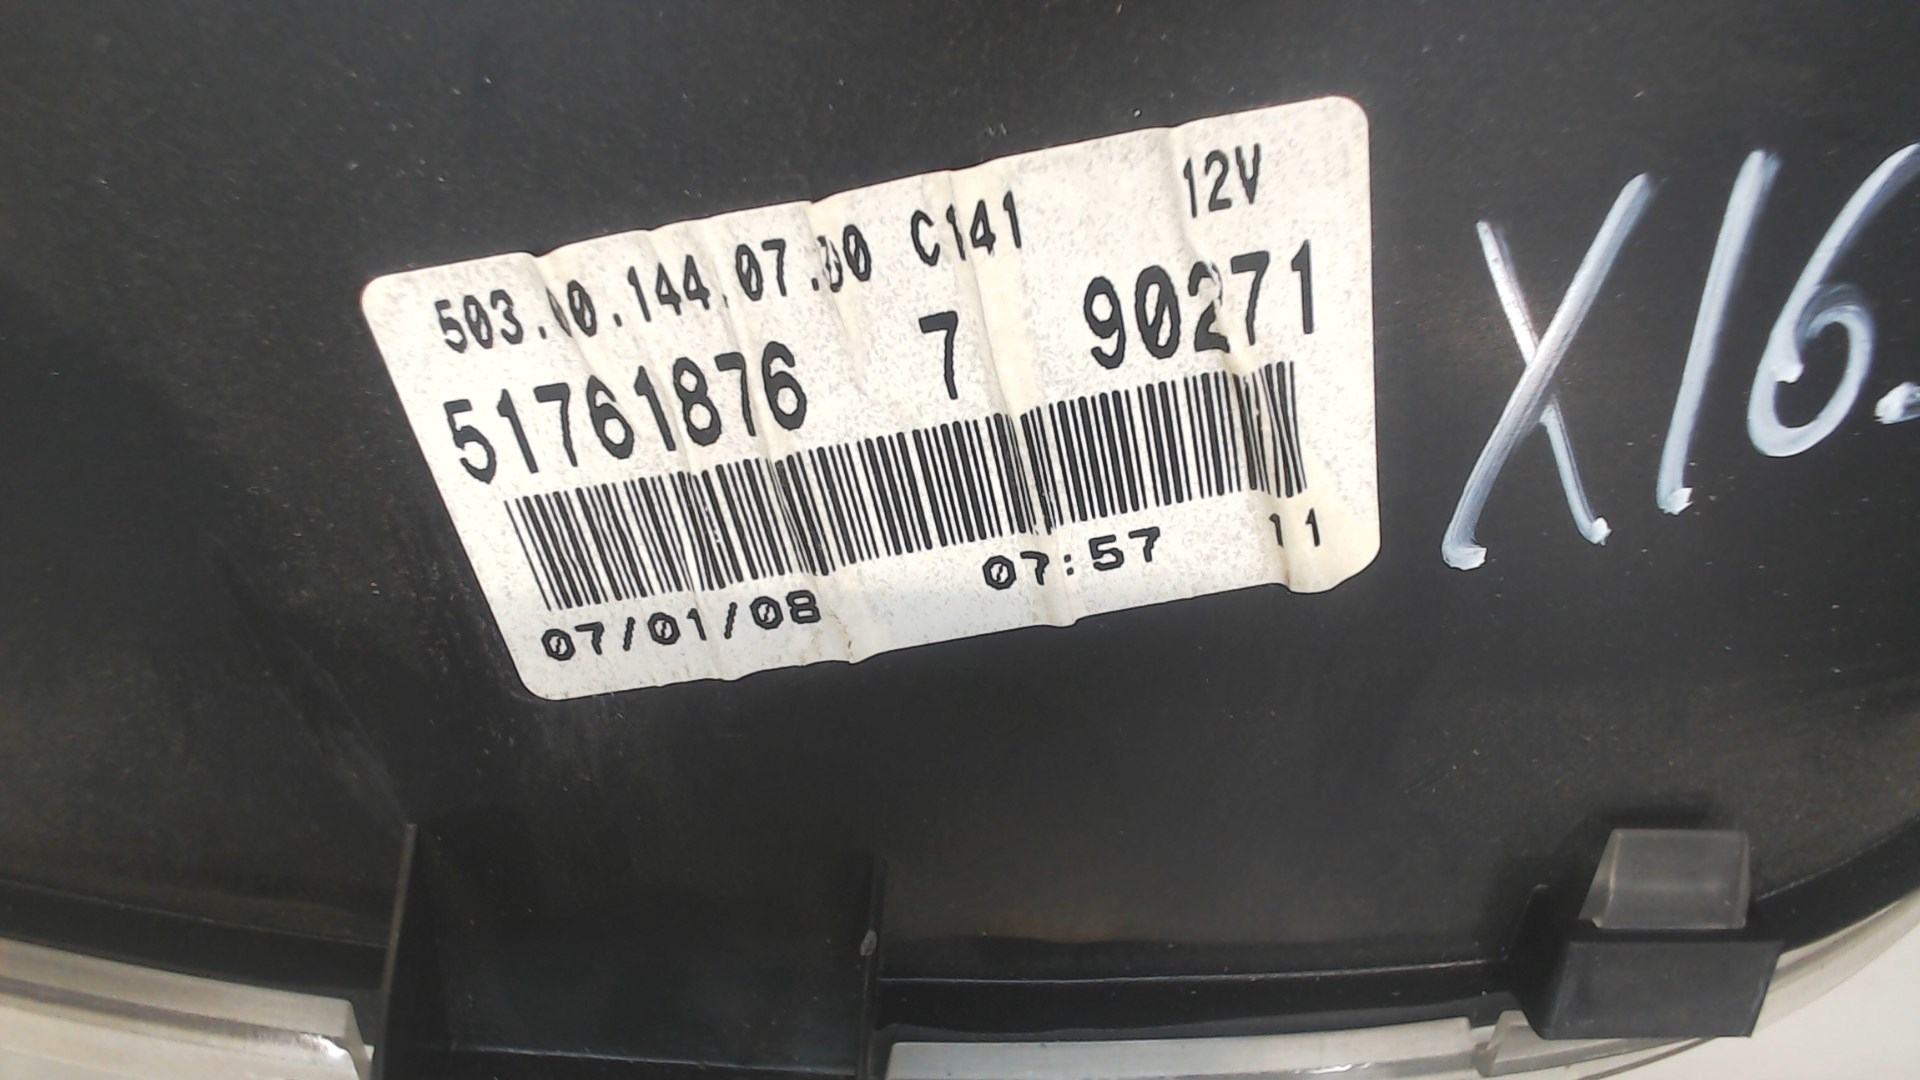 503.00.144.07.00 C141 12V
51761876 7 90271
07/01/08 07:57 11
X16.